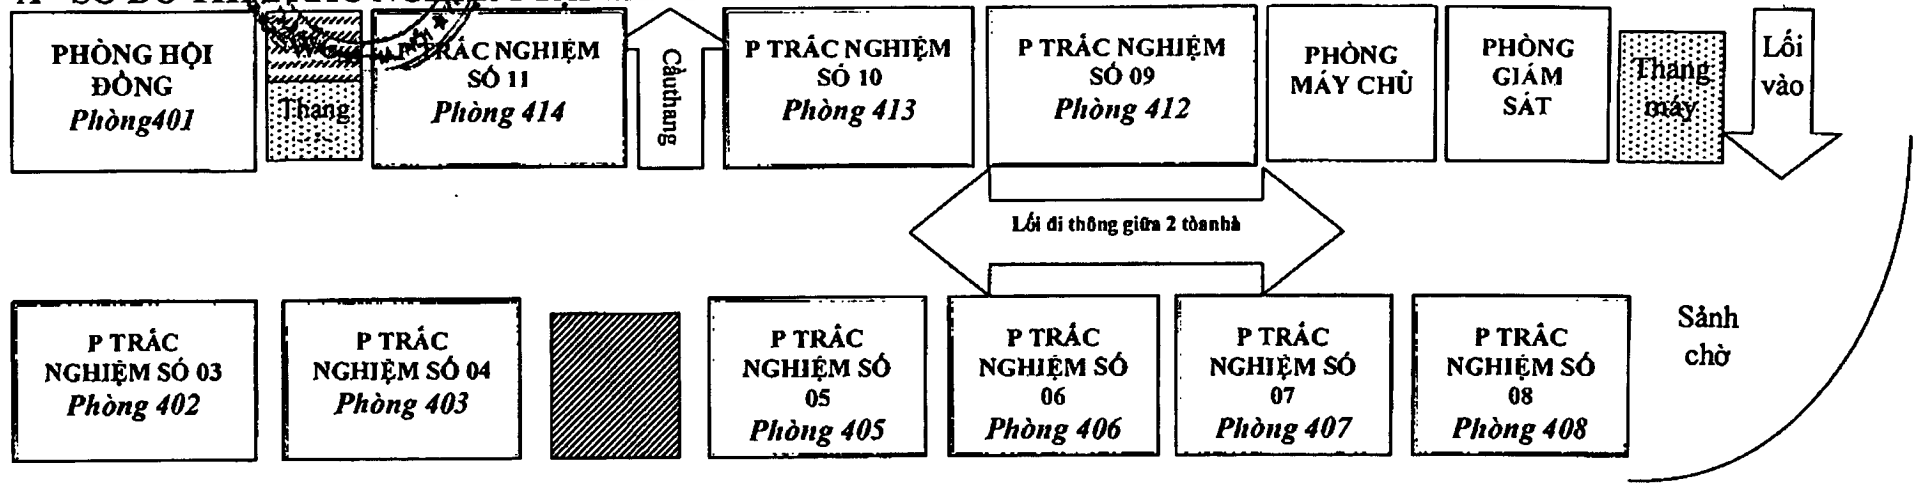 PHÒNG HỘI
ĐỒNG
Phòng401
Thang
P TRẮC NGHIỆM
SỐ 11
Phòng 414
Cầuthang
P TRẮC NGHIỆM
SỐ 10
Phòng 413
P TRẮC NGHIỆM
SỐ 09
Phòng 412
PHÒNG
MÁY CHỦ
PHÒNG
GIÁM
SÁT
Thang
máy
Lối
vào
Lối đi thông giữa 2 tòanhà
P TRẮC
NGHIỆM SỐ 03
Phòng 402
P TRẮC
NGHIỆM SỐ 04
Phòng 403
P TRẮC
NGHIỆM SỐ
05
Phòng 405
P TRẮC
NGHIỆM SỐ
06
Phòng 406
P TRẮC
NGHIỆM SỐ
07
Phòng 407
P TRẮC
NGHIỆM SỐ
08
Phòng 408
Sảnh
chờ